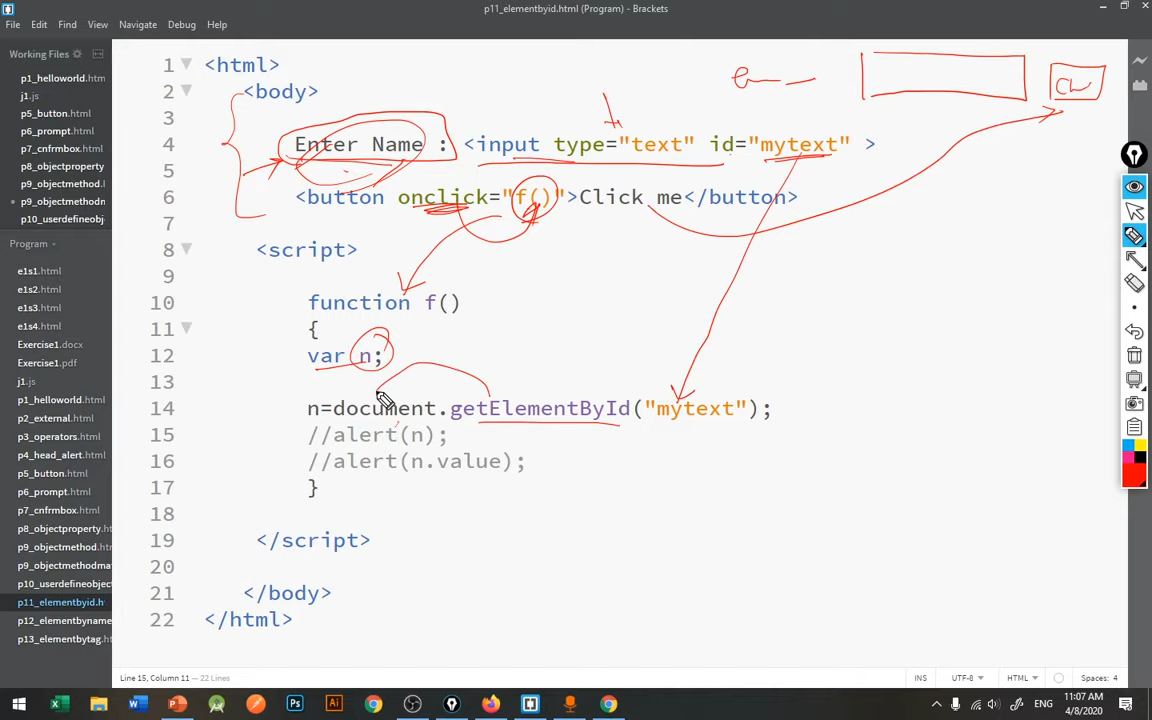 p11_elementbyid.html (Program) - Brackets
File Edit Find View Navigate Debug Help
Working Files
p1_helloworld.htm
j1.js
p5_button.html
p6_prompt.html
p7_cnfrmbox.html
p8_objectproperty
p9_objectmethod.l
p9_objectmethodn
p10_userdefineobj
Program
e1s1.html
e1s2.html
e1s3.html
e1s4.html
Exercise1.docx
Exercise1.pdf
j1.js
p1_helloworld.html
p2_external.html
p3_operators.html
p4_head_alert.html
p5_button.html
p6_prompt.html
p7_cnfrmbox.html
p8_objectproperty.ht
p9_objectmethod.htm
p9_objectmethodmat
p10_userdefineobject
p11_elementbyid.ht
p12_elementbyname
p13_elementbytag.ht
1 <html>
2 <body>
3
4 Enter Name : <input type="text" id="mytext" >
5
6 <button onclick="f()">Click me</button>
7
8 <script>
9
10 function f()
11 {
12 var n;
13
14 n=document.getElementById("mytext");
15 //alert(n);
16 //alert(n.value);
17 }
18
19 </script>
20
21 </body>
22 </html>
Line 15, Column 11 — 22 Lines
INS UTF-8 HTML Spaces: 4
ENG 11:07 AM
4/8/2020